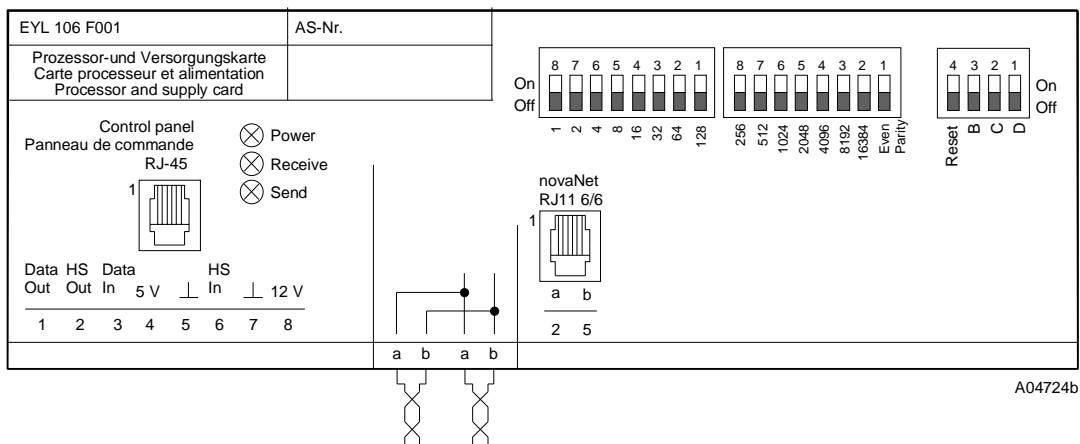 EYL 106 F001
AS-Nr.
Prozessor-und Versorgungskarte
Carte processeur et alimentation
Processor and supply card
8 7 6 5 4 3 2 1
8 7 6 5 4 3 2 1
4 3 2 1
On
Off
On
Off
1 2 4 8 16 32 64 128
256 512 1024 2048 4096 8192 16384 Even Parity
Reset B C D
Control panel
Panneau de commande
RJ-45
1
Power
Receive
Send
novaNet
RJ11 6/6
1
a b
2 5
Data HS Data HS
Out Out In 5 V In 12 V
1 2 3 4 5 6 7 8
a b a b
A04724b